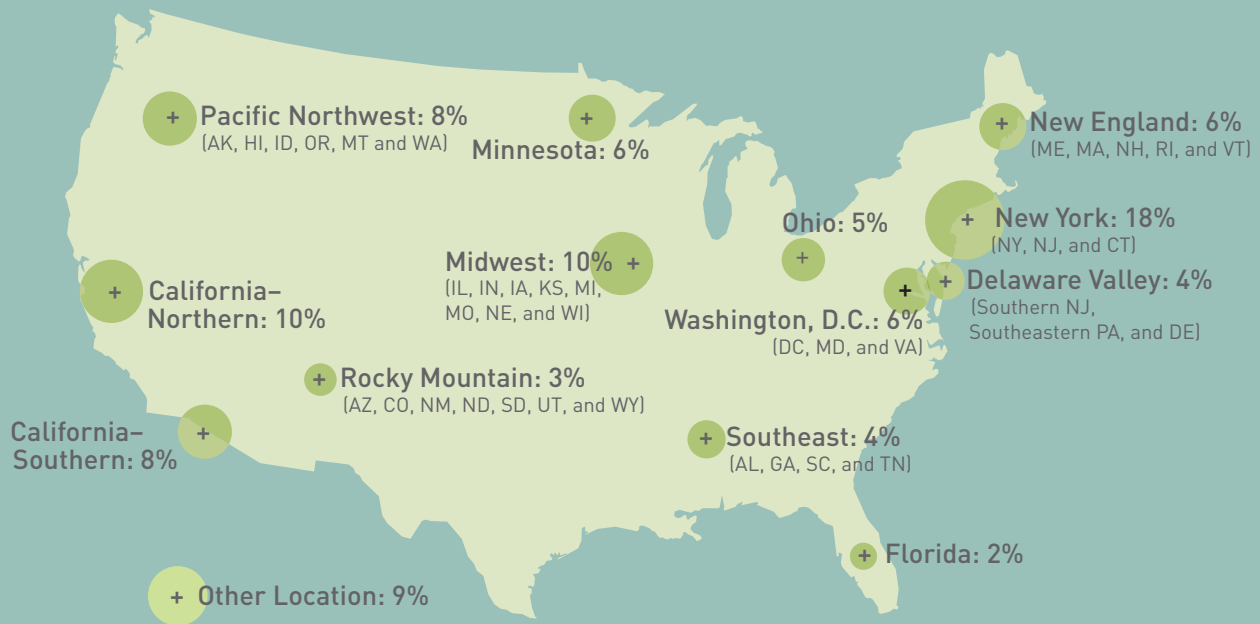 Pacific Northwest: 8%
(AK, HI, ID, OR, MT and WA)
Minnesota: 6%
New England: 6%
(ME, MA, NH, RI, and VT)
New York: 18%
(NY, NJ, and CT)
Ohio: 5%
Midwest: 10%
(IL, IN, IA, KS, MI,
MO, NE, and WI)
Delaware Valley: 4%
(Southern NJ,
Southeastern PA, and DE)
California–
Northern: 10%
Washington, D.C.: 6%
(DC, MD, and VA)
Rocky Mountain: 3%
(AZ, CO, NM, ND, SD, UT, and WY)
California–
Southern: 8%
Southeast: 4%
(AL, GA, SC, and TN)
Florida: 2%
Other Location: 9%